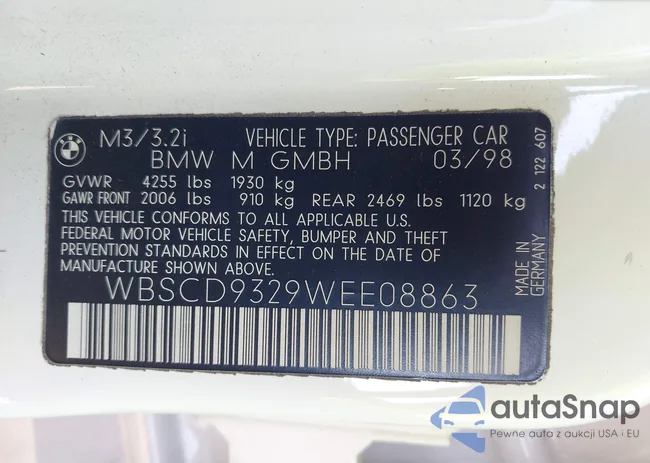 M3/3.2i VEHICLE TYPE: PASSENGER CAR
BMW M GMBH 03/98
GVWR 4255 lbs 1930 kg
GAWR FRONT 2006 lbs 910 kg REAR 2469 lbs 1120 kg
THIS VEHICLE CONFORMS TO ALL APPLICABLE U.S.
FEDERAL MOTOR VEHICLE SAFETY, BUMPER AND THEFT
PREVENTION STANDARDS IN EFFECT ON THE
DATE OF MANUFACTURE SHOWN ABOVE.
WBSCD9329WEE08863
MADE IN
GERMANY
2 122 607
autaSnap
Pewne auta z aukcji USA i EU